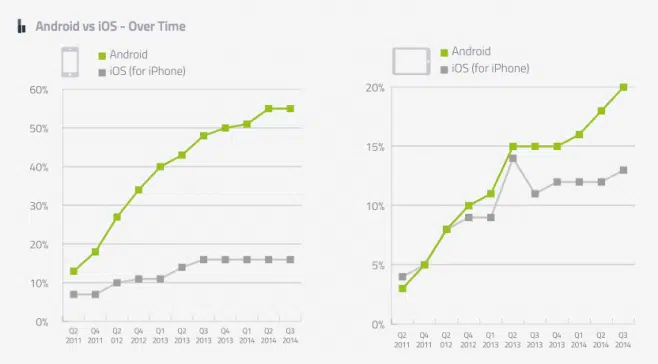 Android vs iOS - Over Time
Android
iOS (for iPhone)
60%
50%
40%
30%
20%
10%
0%
Q2 Q4 Q2 Q4 Q1 Q2 Q3 Q4 Q1 Q2 Q3
2011 2011 012 2012 2013 2013 2013 2013 2014 2014 2014
Android
iOS (for iPhone)
20%
15%
10%
5%
0%
Q2 Q4 Q2 Q4 Q1 Q2 Q3 Q4 Q1 Q2 Q3
2011 2011 012 2012 2013 2013 2013 2013 2014 2014 2014